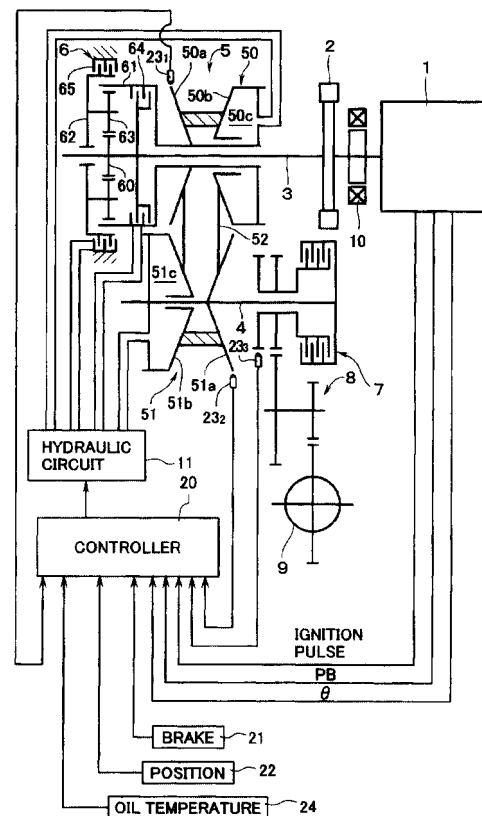 6
61
64
23₁
50a
5
50
2
1
65
50b
62
63
50c
60
3
10
52
51c
4
23₃
51
51b
51a
23₂
8
7
HYDRAULIC
CIRCUIT
11
20
CONTROLLER
9
IGNITION
PULSE
PB
θ
BRAKE
21
POSITION
22
OIL TEMPERATURE
24